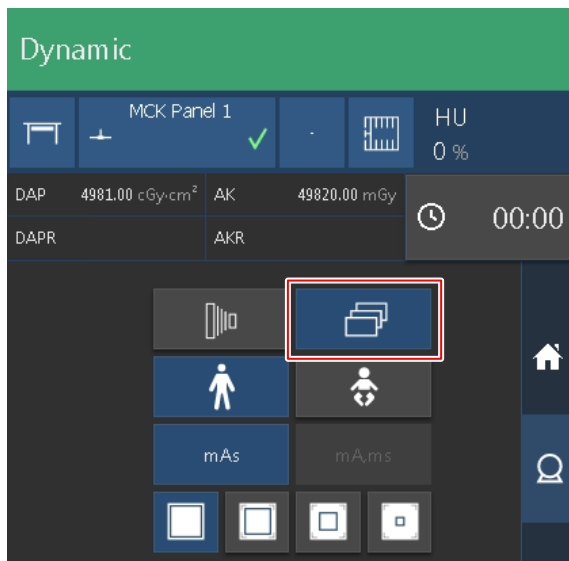 Dynamic
MCK Panel 1
HU
0 %
DAP 4981.00 cGy·cm² AK 49820.00 mGy
00:00
DAPR AKR
mAs mA,ms